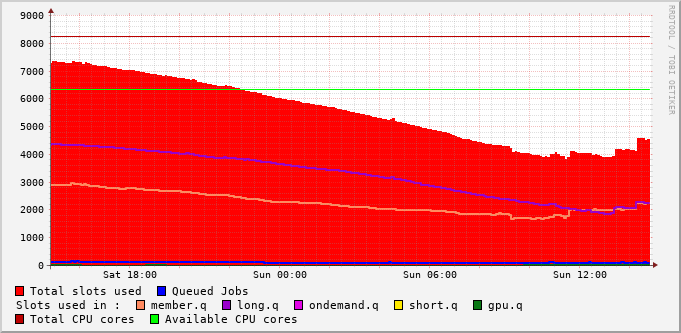 9000
8000
7000
6000
5000
4000
3000
2000
1000
0
Sat 18:00 Sun 00:00 Sun 06:00 Sun 12:00
RRDTOOL / TOBI OETIKER
Total slots used Queued Jobs
Slots used in : member.q long.q ondemand.q short.q gpu.q
Total CPU cores Available CPU cores